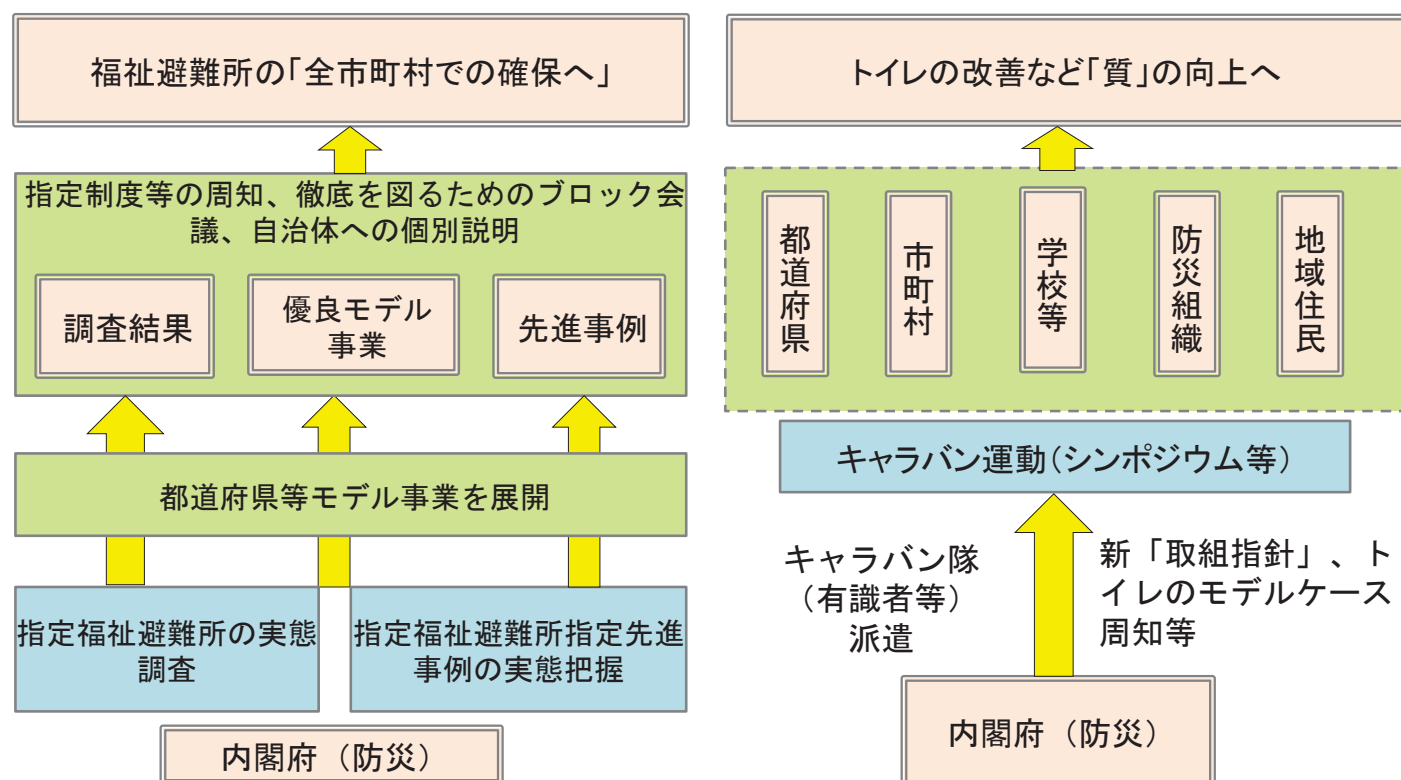 福祉避難所の「全市町村での確保へ」
指定制度等の周知、徹底を図るためのブロック会
議、自治体への個別説明
調査結果
優良モデル
事業
先進事例
都道府県等モデル事業を展開
指定福祉避難所の実態
調査
指定福祉避難所指定先進
事例の実態把握
内閣府（防災）
トイレの改善など「質」の向上へ
都道府県
市町村
学校等
防災組織
地域住民
キャラバン運動（シンポジウム等）
キャラバン隊
（有識者等）
派遣
新「取組指針」、ト
イレのモデルケース
周知等
内閣府（防災）